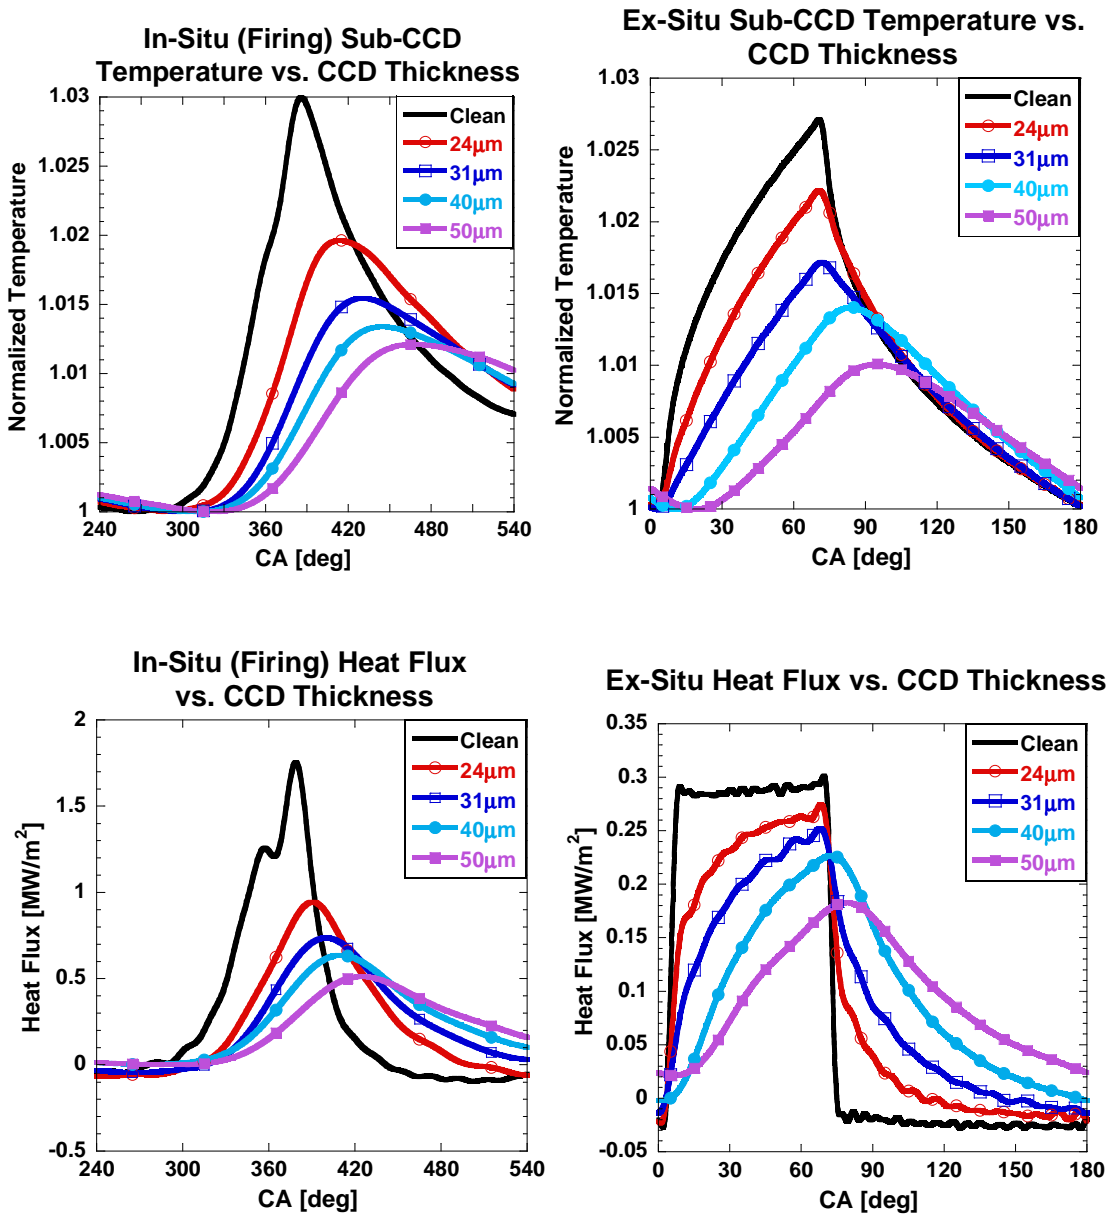 In-Situ (Firing) Sub-CCD
Temperature vs. CCD Thickness
1.03
1.025
1.02
1.015
1.01
1.005
1
Normalized Temperature
240
300
360
420
480
540
CA [deg]
Clean
24μm
31μm
40μm
50μm
Ex-Situ Sub-CCD Temperature vs.
CCD Thickness
1.03
1.025
1.02
1.015
1.01
1.005
1
Normalized Temperature
0
30
60
90
120
150
180
CA [deg]
Clean
24μm
31μm
40μm
50μm
In-Situ (Firing) Heat Flux
vs. CCD Thickness
2
1.5
1
0.5
0
-0.5
Heat Flux [MW/m²]
240
300
360
420
480
540
CA [deg]
Clean
24μm
31μm
40μm
50μm
Ex-Situ Heat Flux vs. CCD Thickness
0.35
0.3
0.25
0.2
0.15
0.1
0.05
0
-0.05
Heat Flux [MW/m²]
0
30
60
90
120
150
180
CA [deg]
Clean
24μm
31μm
40μm
50μm